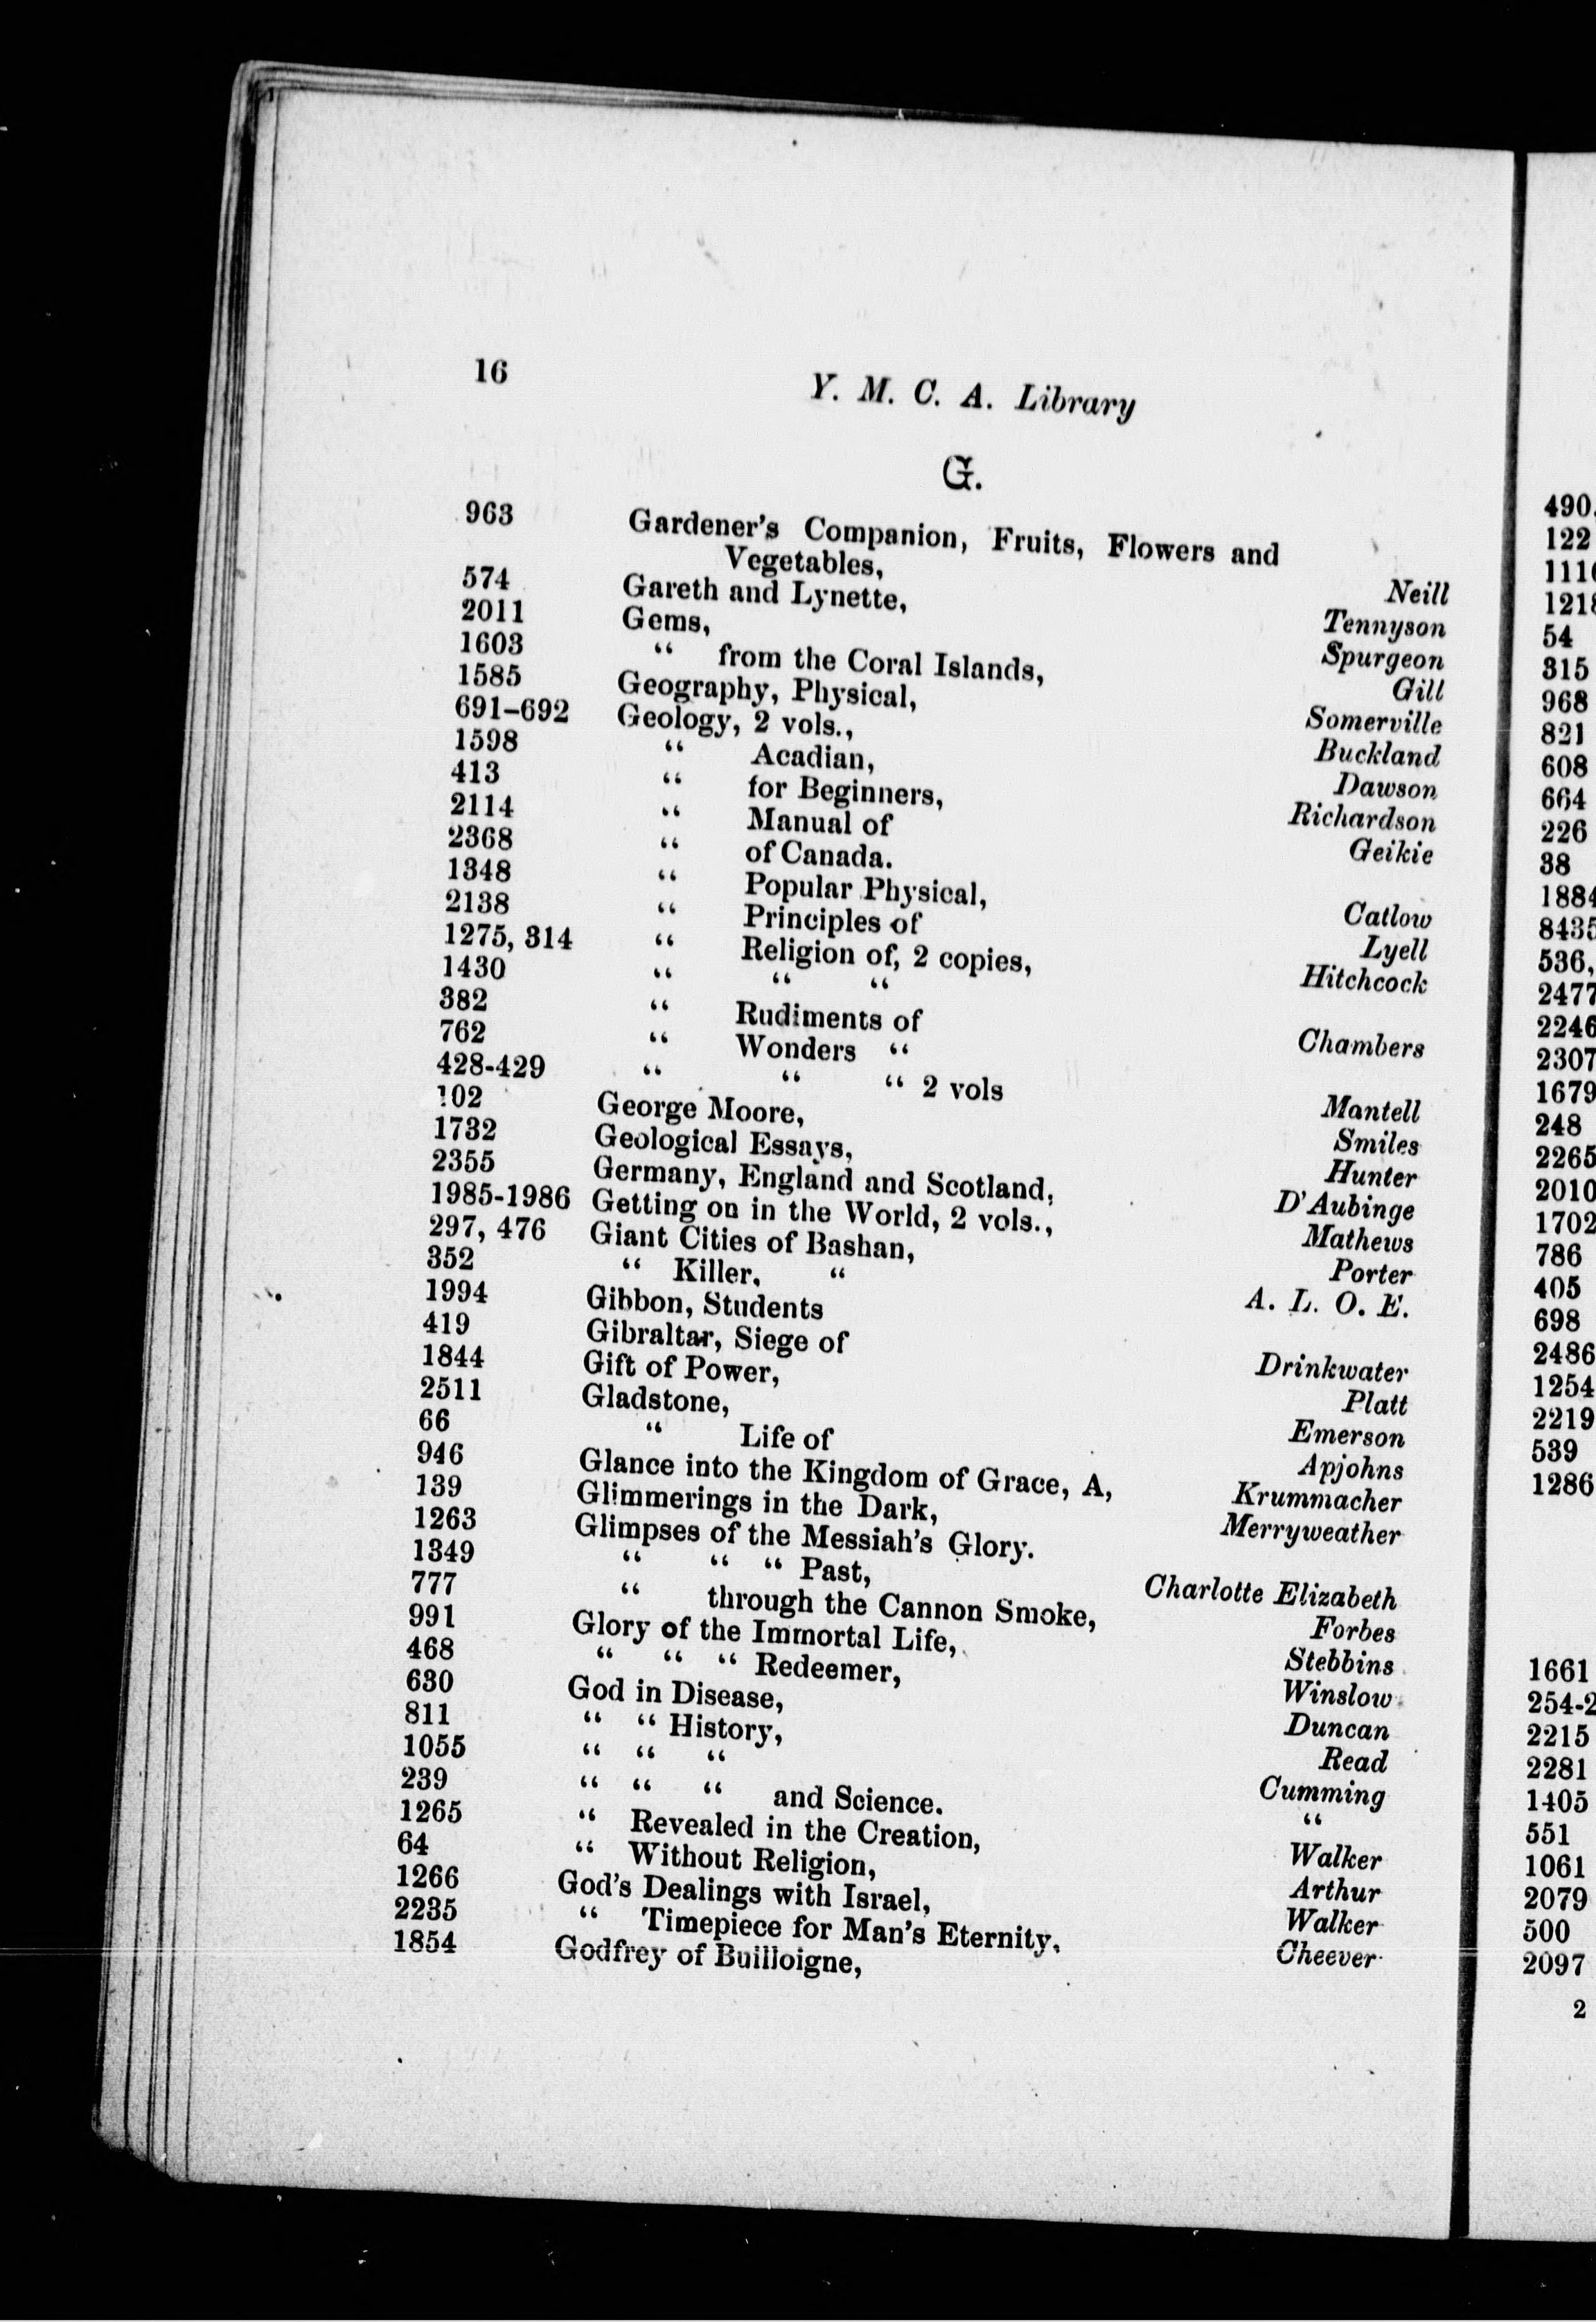 16 Y. M. C. A. Library
G.
963 Gardener's Companion, Fruits, Flowers and
Vegetables, Neill
574 Gareth and Lynette, Tennyson
2011 Gems, Spurgeon
1603 “ from the Coral Islands, Gill
1585 Geography, Physical, Somerville
691-692 Geology, 2 vols., Buckland
1598 “ Acadian, Dawson
413 “ for Beginners, Richardson
2114 “ Manual of Geikie
2368 “ of Canada.
1348 “ Popular Physical, Catlow
2138 “ Principles of Lyell
1275, 314 “ Religion of, 2 copies, Hitchcock
1430 “ “ “
382 “ Rudiments of Chambers
762 “ Wonders “
428-429 “ “ “ 2 vols Mantell
102 George Moore, Smiles
1732 Geological Essays, Hunter
2355 Germany, England and Scotland, D'Aubinge
1985-1986 Getting on in the World, 2 vols., Mathews
297, 476 Giant Cities of Bashan, Porter
352 “ Killer, “ A. L. O. E.
1994 Gibbon, Students
419 Gibraltar, Siege of Drinkwater
1844 Gift of Power, Platt
2511 Gladstone, Emerson
66 “ Life of Apjohns
946 Glance into the Kingdom of Grace, A, Krummacher
139 Glimmerings in the Dark, Merryweather
1263 Glimpses of the Messiah's Glory.
1349 “ “ “ Past, Charlotte Elizabeth
777 “ through the Cannon Smoke, Forbes
991 Glory of the Immortal Life, Stebbins
468 “ “ “ Redeemer, Winslow
630 God in Disease, Duncan
811 “ “ History, Read
1055 “ “ “ Cumming
239 “ “ “ and Science. “
1265 “ Revealed in the Creation, Walker
64 “ Without Religion, Arthur
1266 God's Dealings with Israel, Walker
2235 “ Timepiece for Man's Eternity, Cheever
1854 Godfrey of Builloigne,
490,
122
54
315
968
821
608
664
226
38
536,
2477
2246
2307
1679
248
2265
2010
1702
786
405
698
2486
1254
2219
539
1286
1661
254-2
2215
2281
1405
551
1061
2079
500
2097
2